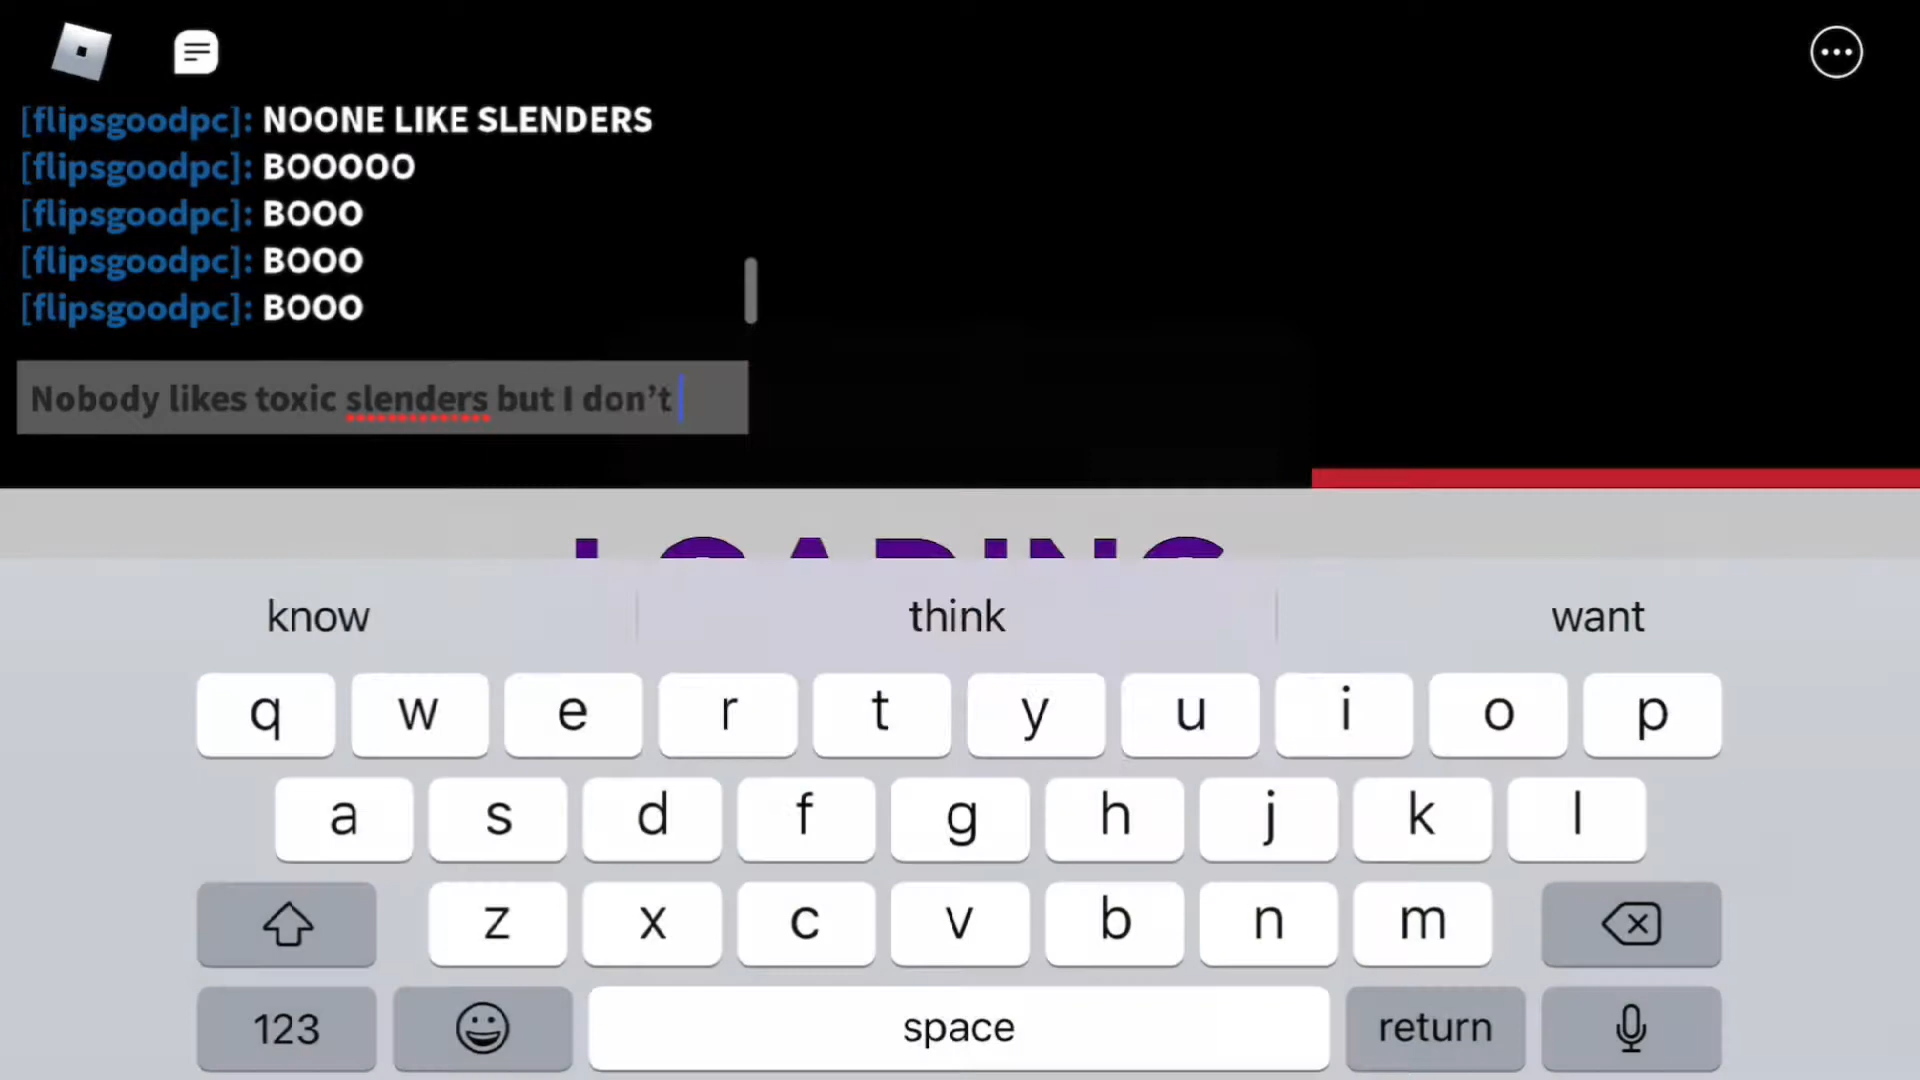 [flipsgoodpc]: NOONE LIKE SLENDERS
[flipsgoodpc]: BOOOOO
[flipsgoodpc]: BOOO
[flipsgoodpc]: BOOO
[flipsgoodpc]: BOOO
Nobody likes toxic slenders but I don’t
LOADING
know think want
q w e r t y u i o p
a s d f g h j k l
z x c v b n m
123 space return